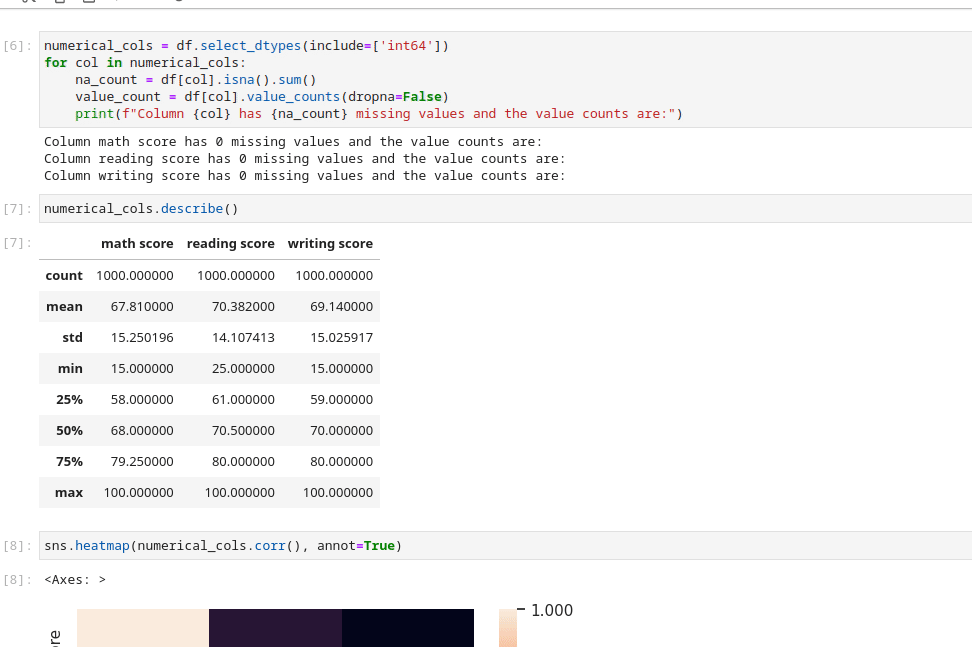 [6]: numerical_cols = df.select_dtypes(include=['int64'])
for col in numerical_cols:
    na_count = df[col].isna().sum()
    value_count = df[col].value_counts(dropna=False)
    print(f"Column {col} has {na_count} missing values and the value counts are:")
Column math score has 0 missing values and the value counts are:
Column reading score has 0 missing values and the value counts are:
Column writing score has 0 missing values and the value counts are:
[7]: numerical_cols.describe()
[7]: math score reading score writing score
count 1000.000000 1000.000000 1000.000000
mean 67.810000 70.382000 69.140000
std 15.250196 14.107413 15.025917
min 15.000000 25.000000 15.000000
25% 58.000000 61.000000 59.000000
50% 68.000000 70.500000 70.000000
75% 79.250000 80.000000 80.000000
max 100.000000 100.000000 100.000000
[8]: sns.heatmap(numerical_cols.corr(), annot=True)
[8]: <Axes: >
1.000
re